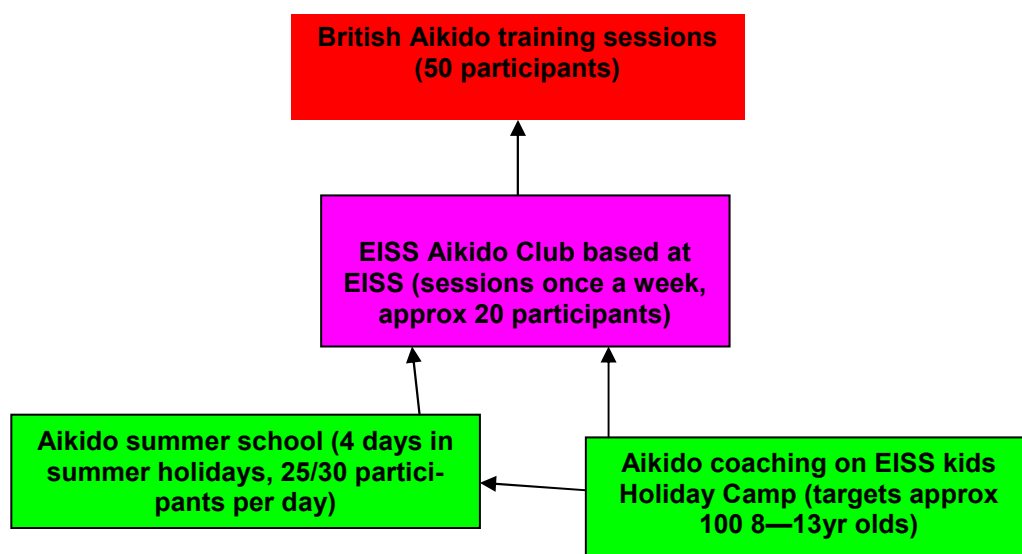 British Aikido training sessions
(50 participants)
EISS Aikido Club based at
EISS (sessions once a week,
approx 20 participants)
Aikido summer school (4 days in
summer holidays, 25/30 partici-
pants per day)
Aikido coaching on EISS kids
Holiday Camp (targets approx
100 8—13yr olds)